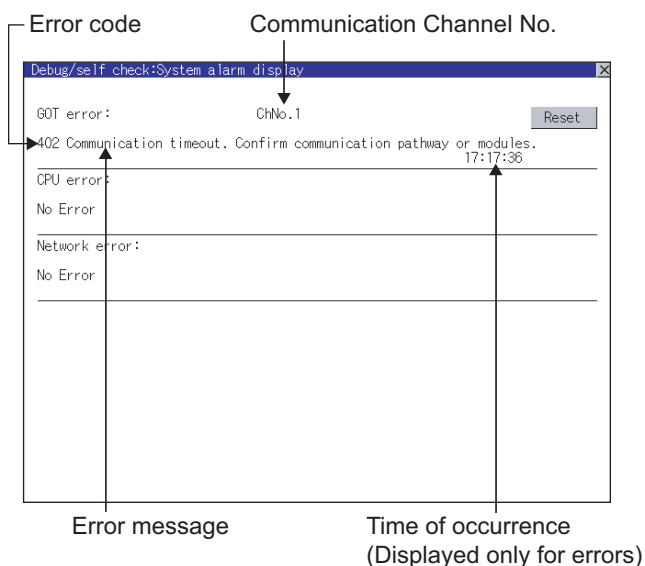 Error code
Communication Channel No.
Debug/self check:System alarm display
GOT error:
ChNo.1
Reset
402 Communication timeout. Confirm communication pathway or modules.
17:17:36
CPU error:
No Error
Network error:
No Error
Error message
Time of occurrence
(Displayed only for errors)